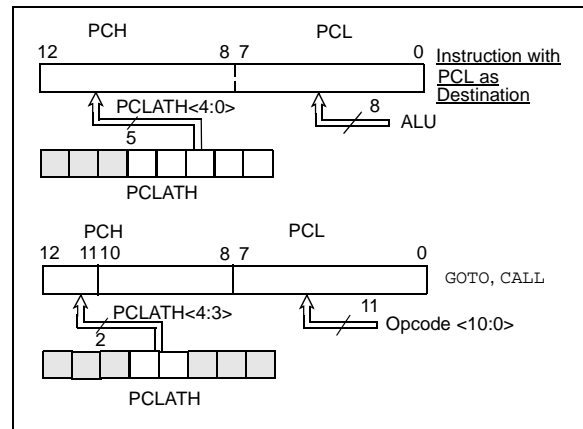 PCH PCL
12 8 7 0 Instruction with
PCL as
Destination
PCLATH<4:0> 8
5 ALU
PCLATH
PCH PCL
12 11 10 8 7 0
GOTO, CALL
PCLATH<4:3> 11
2 Opcode <10:0>
PCLATH